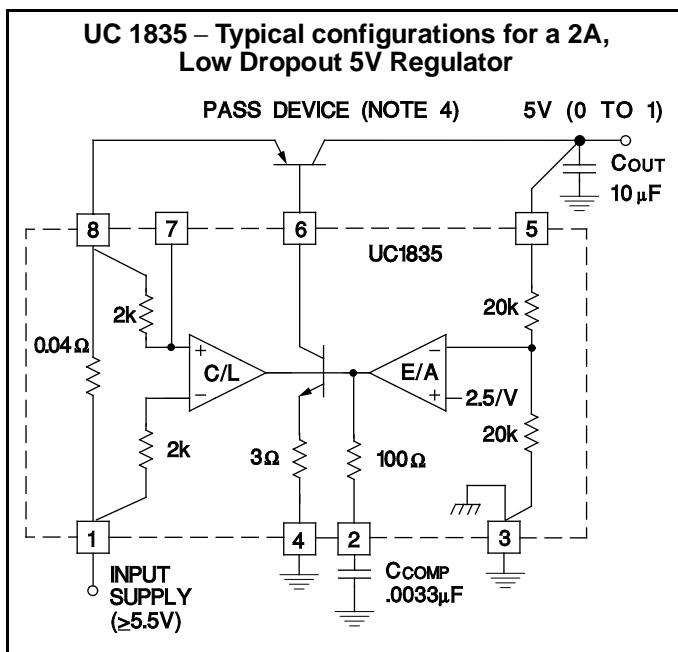 UC 1835 – Typical configurations for a 2A,
Low Dropout 5V Regulator
PASS DEVICE (NOTE 4)
5V (0 TO 1)
COUT
10 µF
8
7
6
5
UC1835
2k
20k
0.04Ω
+
C/L
−
−
E/A
+
2.5/V
2k
3Ω
100Ω
20k
1
4
2
3
INPUT
SUPPLY
(≥5.5V)
CCOMP
.0033µF